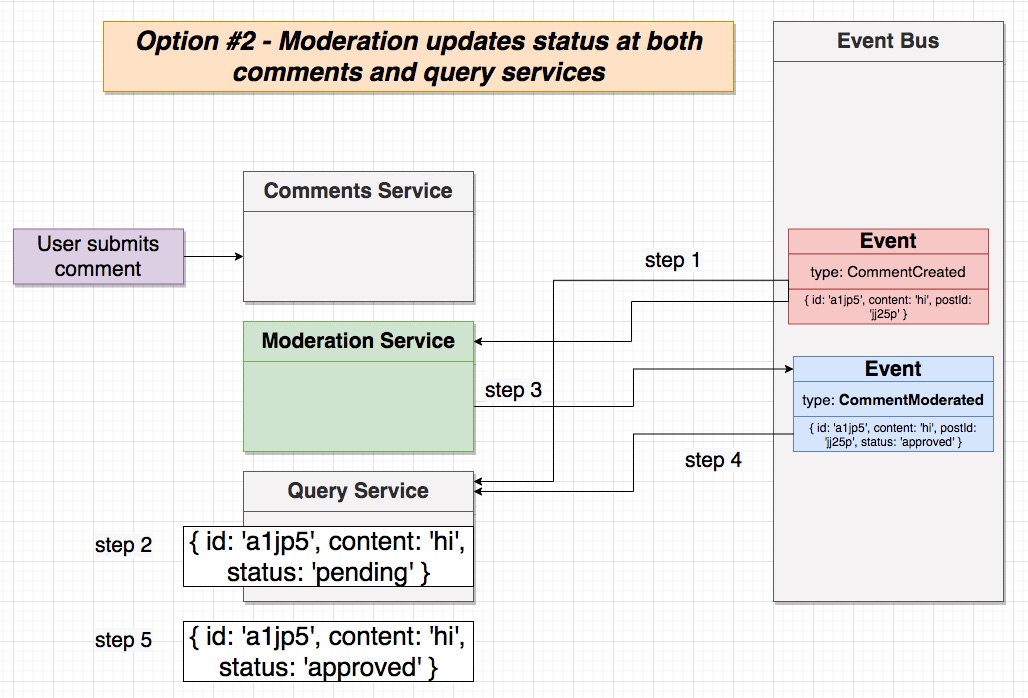 Option #2 - Moderation updates status at both
comments and query services
Event Bus
Comments Service
User submits
comment
Event
type: CommentCreated
{ id: 'a1jp5', content: 'hi', postId:
'jj25p' }
step 1
Moderation Service
step 3
Event
type: CommentModerated
{ id: 'a1jp5', content: 'hi', postId:
'jj25p', status: 'approved' }
step 4
Query Service
step 2
{ id: 'a1jp5', content: 'hi',
status: 'pending' }
step 5
{ id: 'a1jp5', content: 'hi',
status: 'approved' }